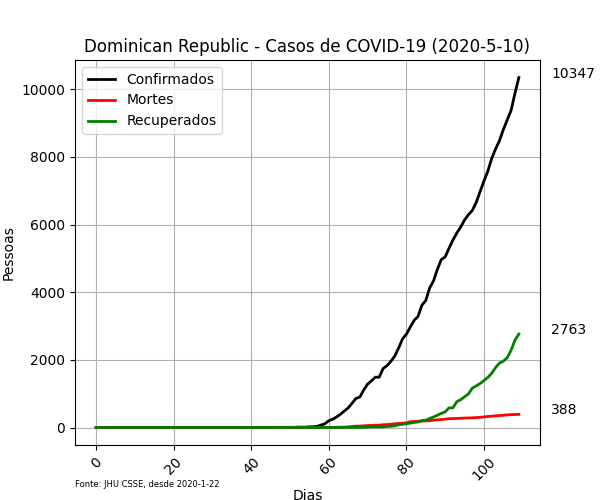 Dominican Republic - Casos de COVID-19 (2020-5-10)
Confirmados
Mortes
Recuperados
10347
2763
388
Pessoas
10000
8000
6000
4000
2000
0
0
20
40
60
80
100
Fonte: JHU CSSE, desde 2020-1-22
Dias